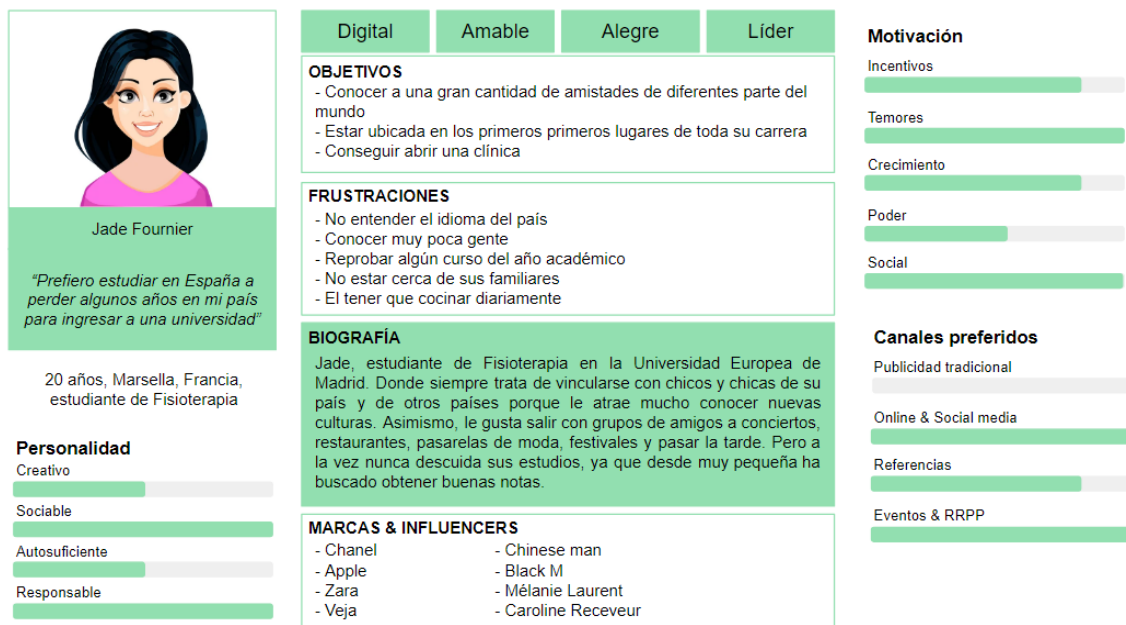 Jade Fournier
“Prefiero estudiar en España a
perder algunos años en mi país
para ingresar a una universidad”
20 años, Marsella, Francia,
estudiante de Fisioterapia
Personalidad
Creativo
Sociable
Autosuficiente
Responsable
Digital
Amable
Alegre
Líder
OBJETIVOS
- Conocer a una gran cantidad de amistades de diferentes parte del
mundo
- Estar ubicada en los primeros primeros lugares de toda su carrera
- Conseguir abrir una clínica
FRUSTRACIONES
- No entender el idioma del país
- Conocer muy poca gente
- Reprobar algún curso del año académico
- No estar cerca de sus familiares
- El tener que cocinar diariamente
BIOGRAFÍA
Jade, estudiante de Fisioterapia en la Universidad Europea de
Madrid. Donde siempre trata de vincularse con chicos y chicas de su
país y de otros países porque le atrae mucho conocer nuevas
culturas. Asimismo, le gusta salir con grupos de amigos a conciertos,
restaurantes, pasarelas de moda, festivales y pasar la tarde. Pero a
la vez nunca descuida sus estudios, ya que desde muy pequeña ha
buscado obtener buenas notas.
MARCAS & INFLUENCERS
- Chanel
- Apple
- Zara
- Veja
- Chinese man
- Black M
- Mélanie Laurent
- Caroline Receveur
Motivación
Incentivos
Temores
Crecimiento
Poder
Social
Canales preferidos
Publicidad tradicional
Online & Social media
Referencias
Eventos & RRPP